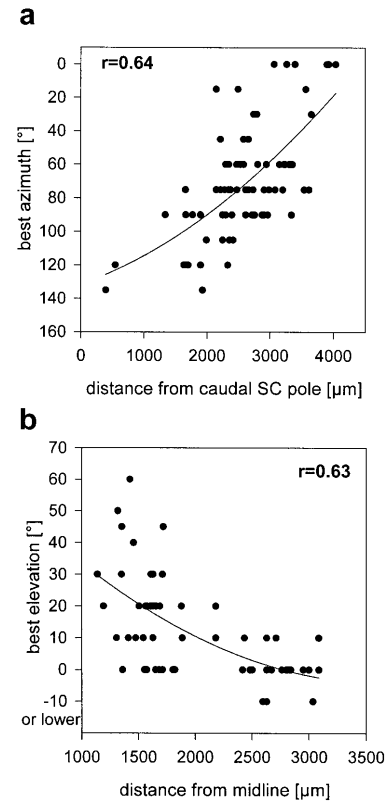 a
r=0.64
0
20
40
60
80
100
120
140
160
best azimuth [°]
0 1000 2000 3000 4000
distance from caudal SC pole [µm]
b
r=0.63
70
60
50
40
30
20
10
0
-10
or lower
best elevation [°]
1000 1500 2000 2500 3000 3500
distance from midline [µm]